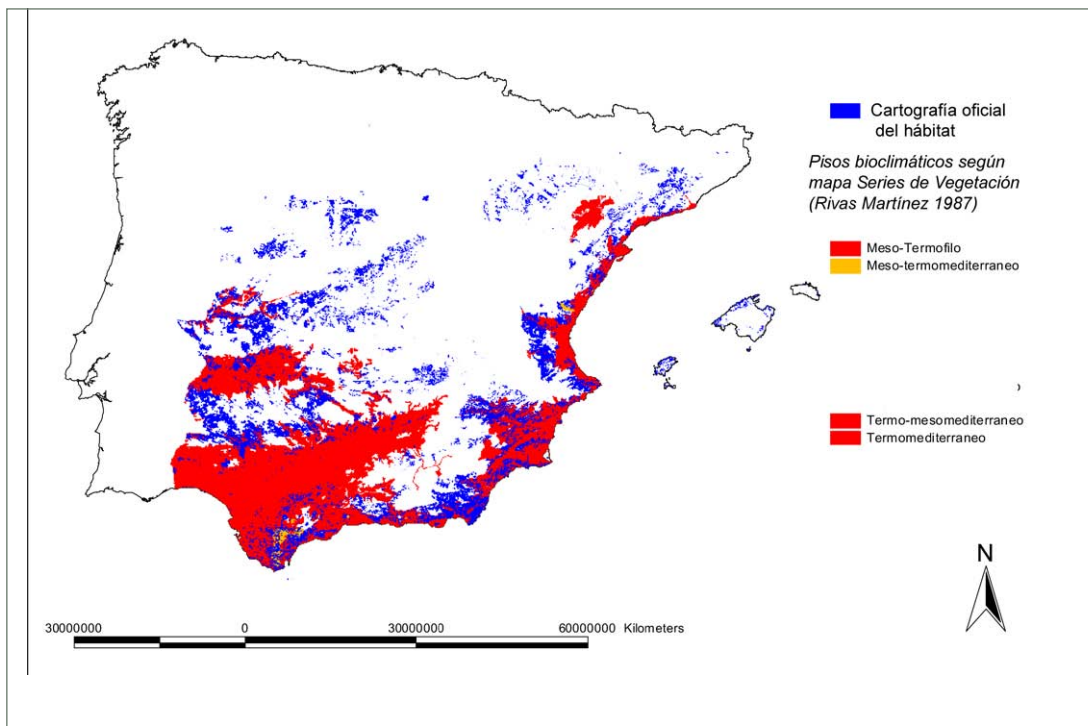 Cartografía oficial
del hábitat
Pisos bioclimáticos según
mapa Series de Vegetación
(Rivas Martínez 1987)
Meso-Termofilo
Meso-termomediterraneo
Termo-mesomediterraneo
Termomediterraneo
N
30000000 0 30000000 60000000 Kilometers